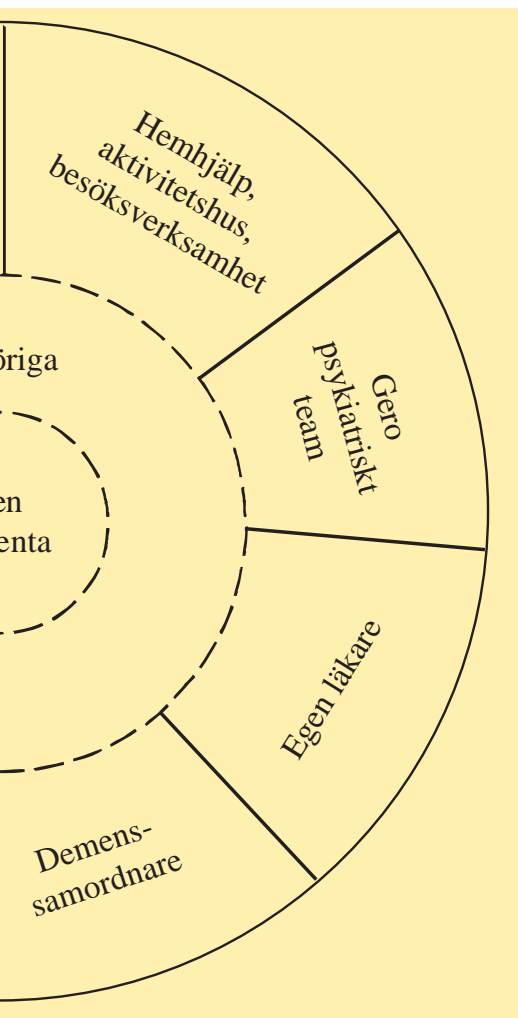 Hemhjälp,
aktivitetshus,
besöksverksamhet
Gero
psykiatriskt
team
öriga
en
enta
Egen läkare
Demens-
samordnare